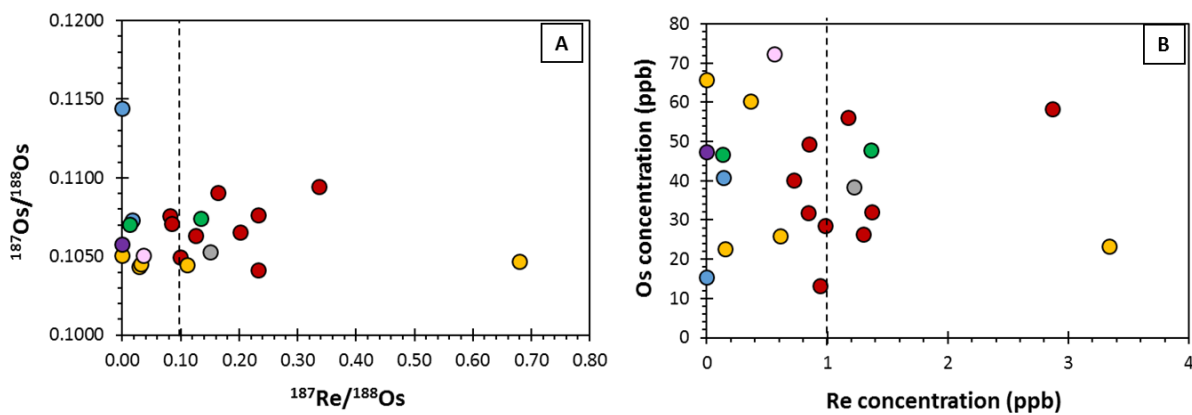 0.1200
0.1150
0.1100
0.1050
0.1000
¹⁸⁷Os/¹⁸⁸Os
A
0.00 0.10 0.20 0.30 0.40 0.50 0.60 0.70 0.80
¹⁸⁷Re/¹⁸⁸Os
80
70
60
50
40
30
20
10
0
Os concentration (ppb)
B
0 1 2 3 4
Re concentration (ppb)